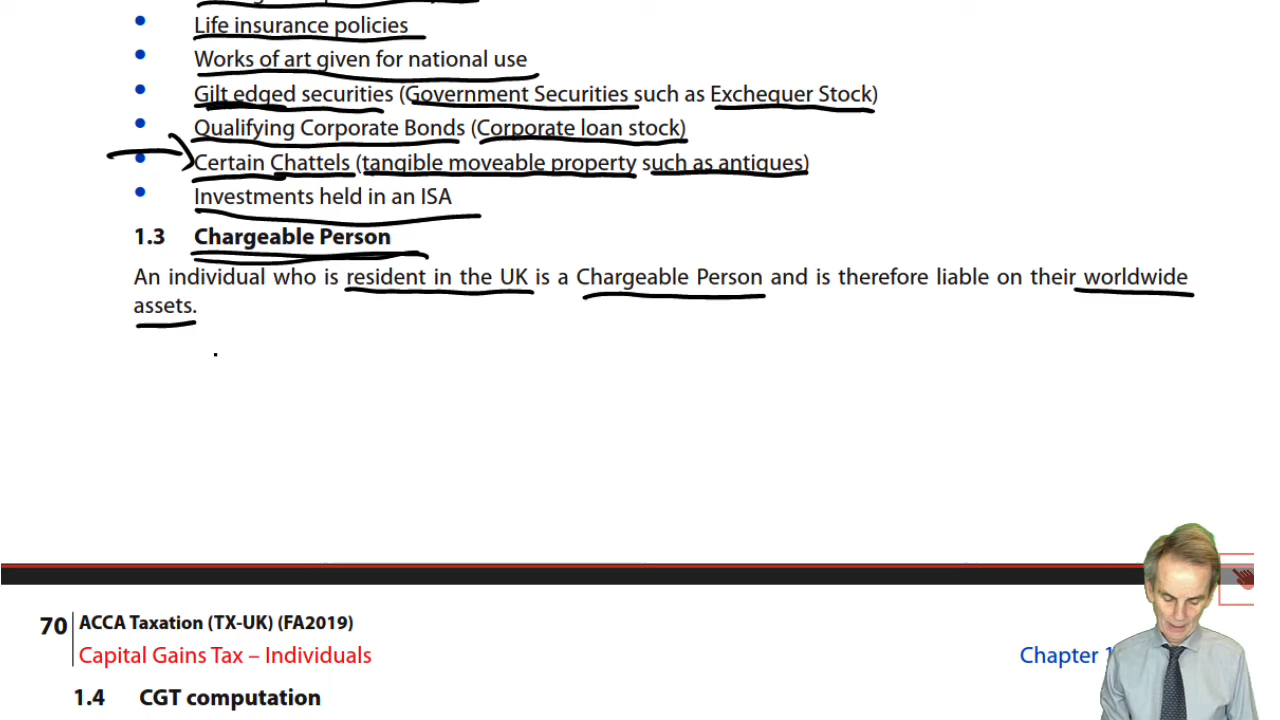 • Life insurance policies
• Works of art given for national use
• Gilt edged securities (Government Securities such as Exchequer Stock)
• Qualifying Corporate Bonds (Corporate loan stock)
• Certain Chattels (tangible moveable property such as antiques)
• Investments held in an ISA
1.3 Chargeable Person
An individual who is resident in the UK is a Chargeable Person and is therefore liable on their worldwide
assets.
70 ACCA Taxation (TX-UK) (FA2019)
Capital Gains Tax – Individuals
Chapter
1.4 CGT computation